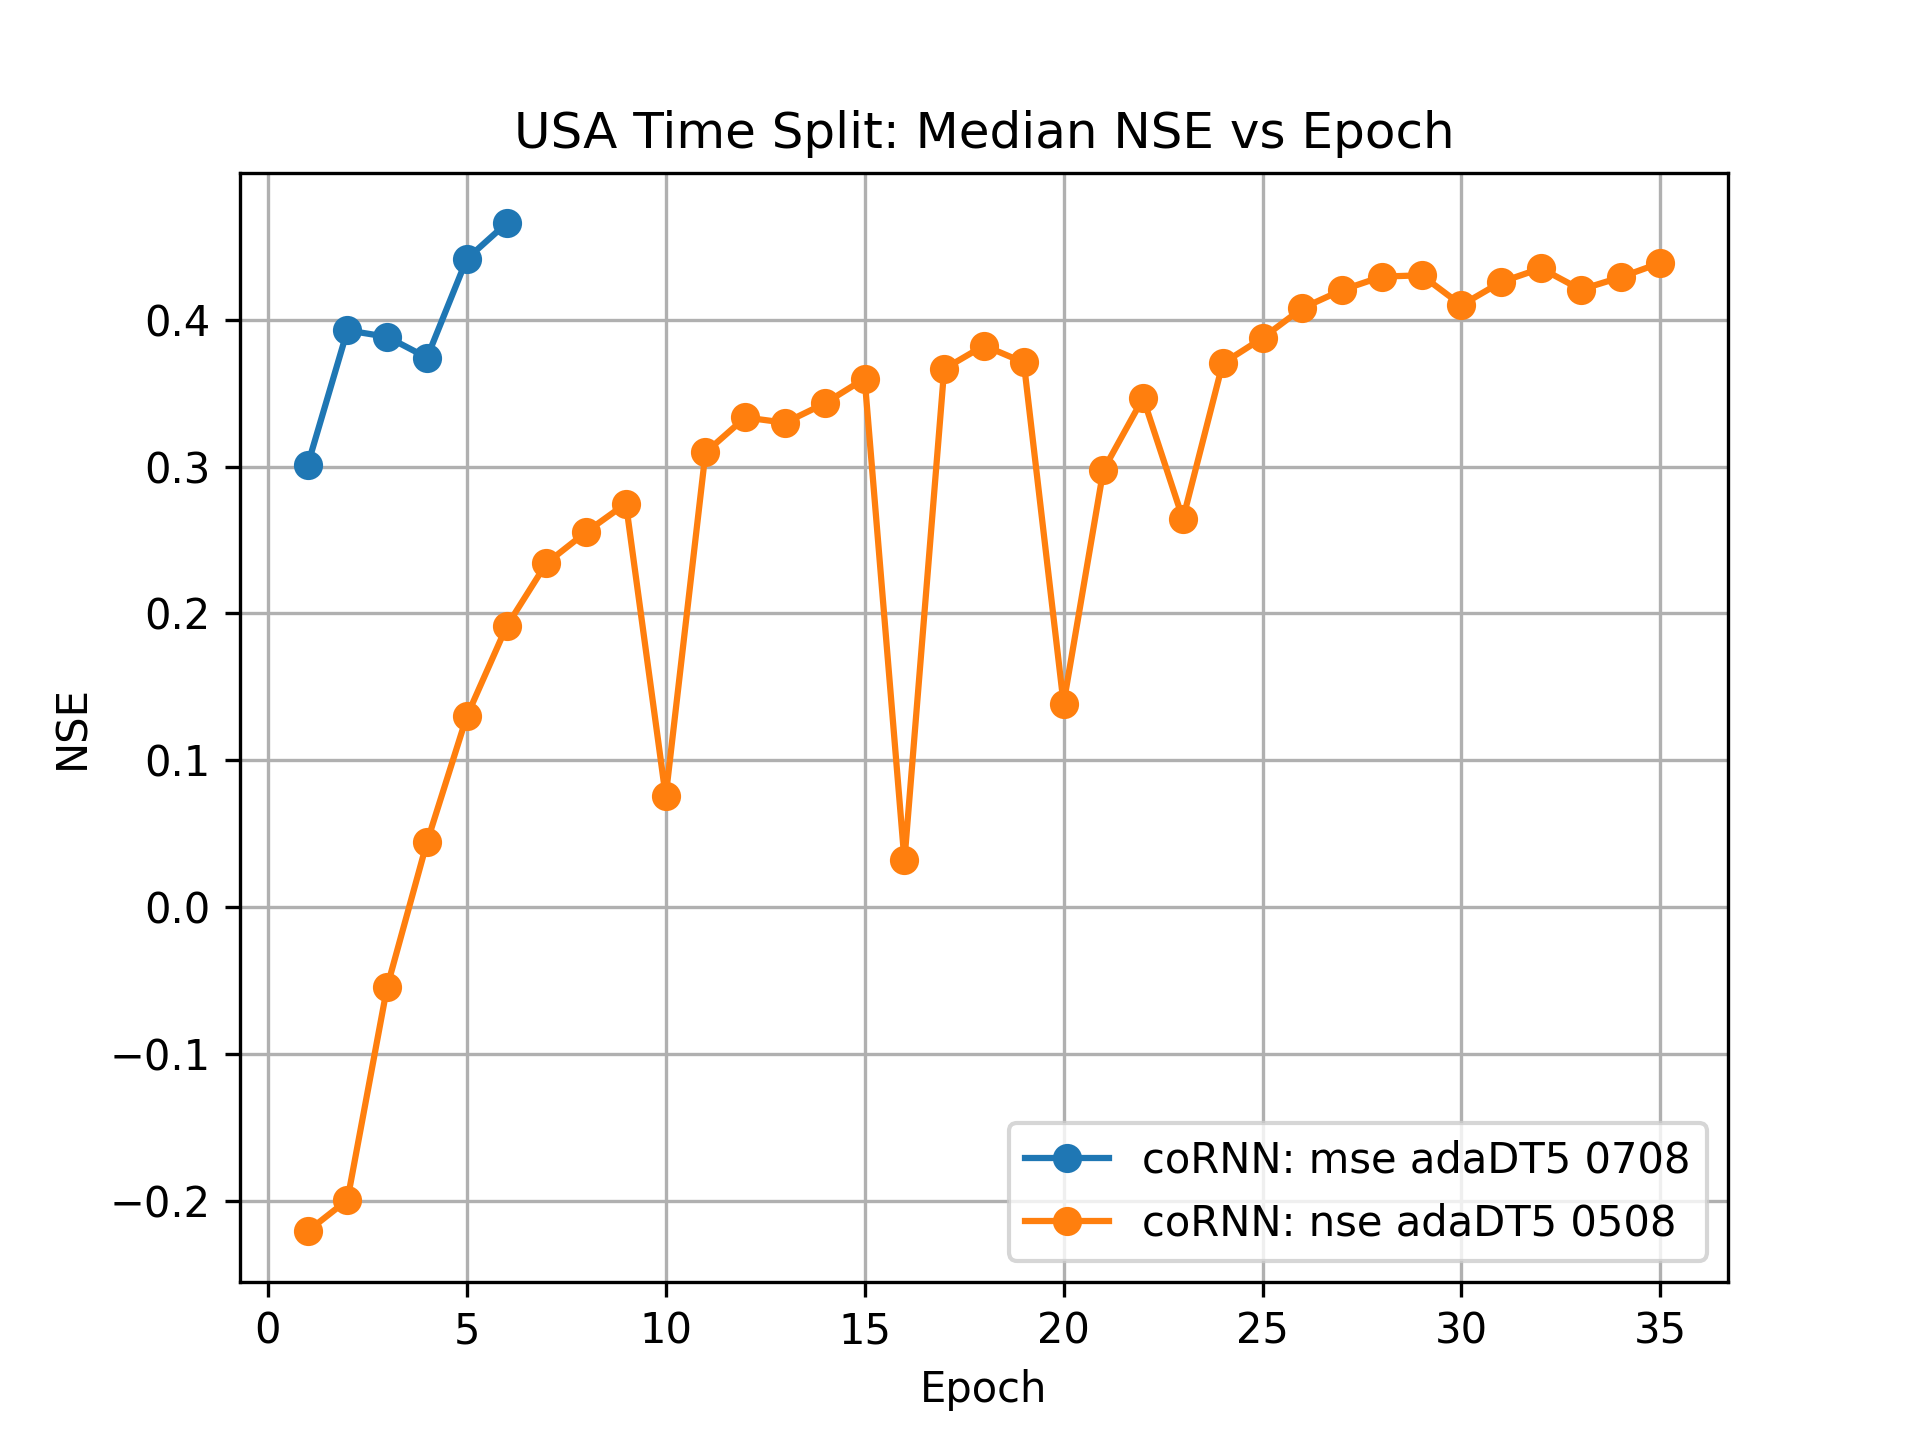 USA Time Split: Median NSE vs Epoch
NSE
0.4
0.3
0.2
0.1
0.0
−0.1
−0.2
coRNN: mse adaDT5 0708
coRNN: nse adaDT5 0508
0 5 10 15 20 25 30 35
Epoch